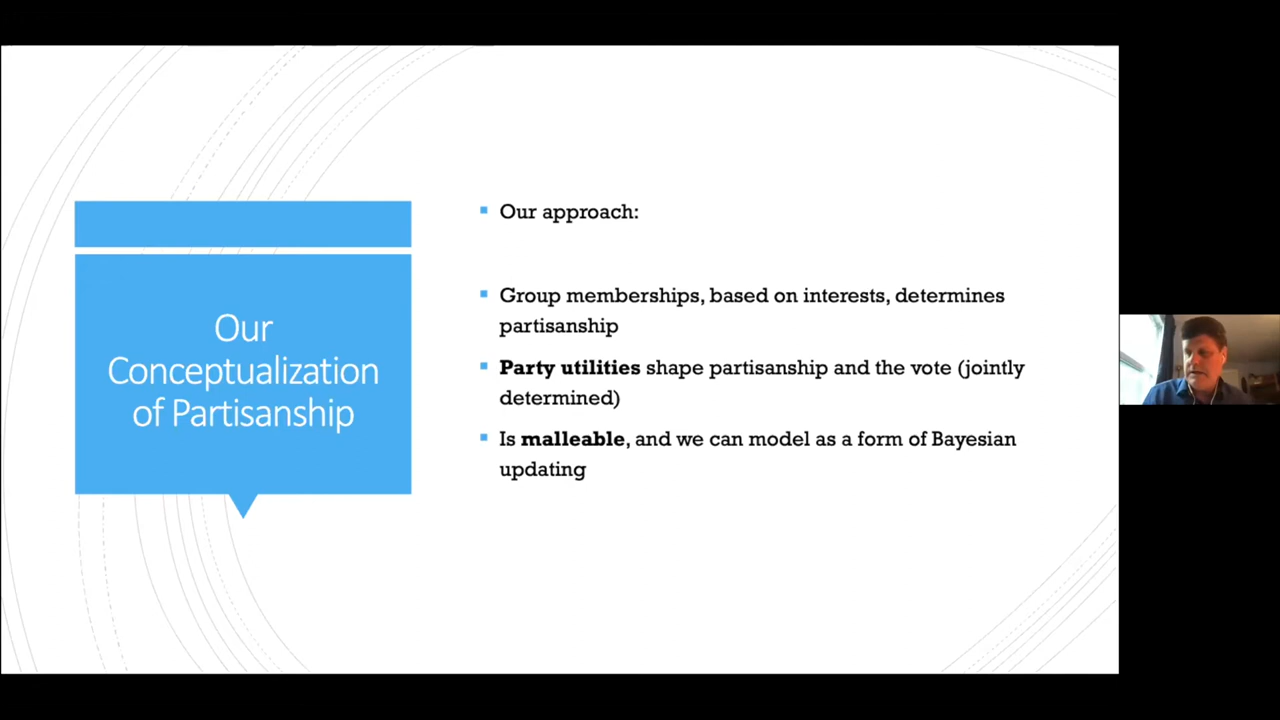 Our
Conceptualization
of Partisanship
Our approach:
Group memberships, based on interests, determines
partisanship
Party utilities shape partisanship and the vote (jointly
determined)
Is malleable, and we can model as a form of Bayesian
updating